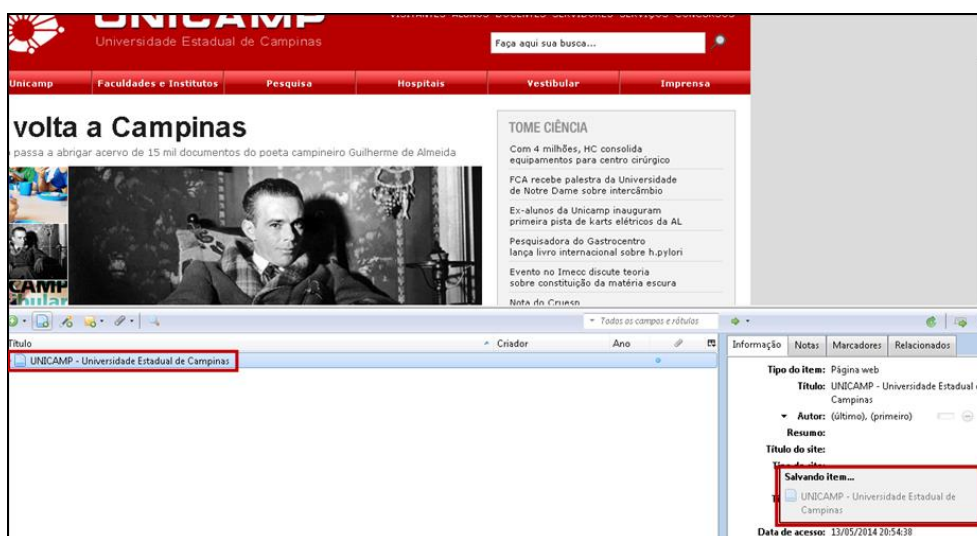 UNICAMP
VISITANTES ALUNOS DOCENTES SERVIDORES SERVIÇOS CONCURSOS
Universidade Estadual de Campinas
Faça aqui sua busca...
Unicamp Faculdades e Institutos Pesquisa Hospitais Vestibular Imprensa
volta a Campinas
passa a abrigar acervo de 15 mil documentos do poeta campineiro Guilherme de Almeida
TOME CIÊNCIA
Com 4 milhões, HC consolida
equipamentos para centro cirúrgico
FCA recebe palestra da Universidade
de Notre Dame sobre intercâmbio
Ex-alunos da Unicamp inauguram
primeira pista de karts elétricos da AL
Pesquisadora do Gastrocentro
lança livro internacional sobre h.pylori
Evento no Imecc discute teoria
sobre constituição da matéria escura
Nota do Cruesp
Todos os campos e rótulos
Título Criador Ano
UNICAMP - Universidade Estadual de Campinas
Informação Notas Marcadores Relacionados
Tipo do item: Página web
Título: UNICAMP - Universidade Estadual
Campinas
Autor: (último), (primeiro)
Resumo:
Título do site:
Salvando item...
UNICAMP - Universidade Estadual de
Campinas
Data de acesso: 13/05/2014 20:54:38